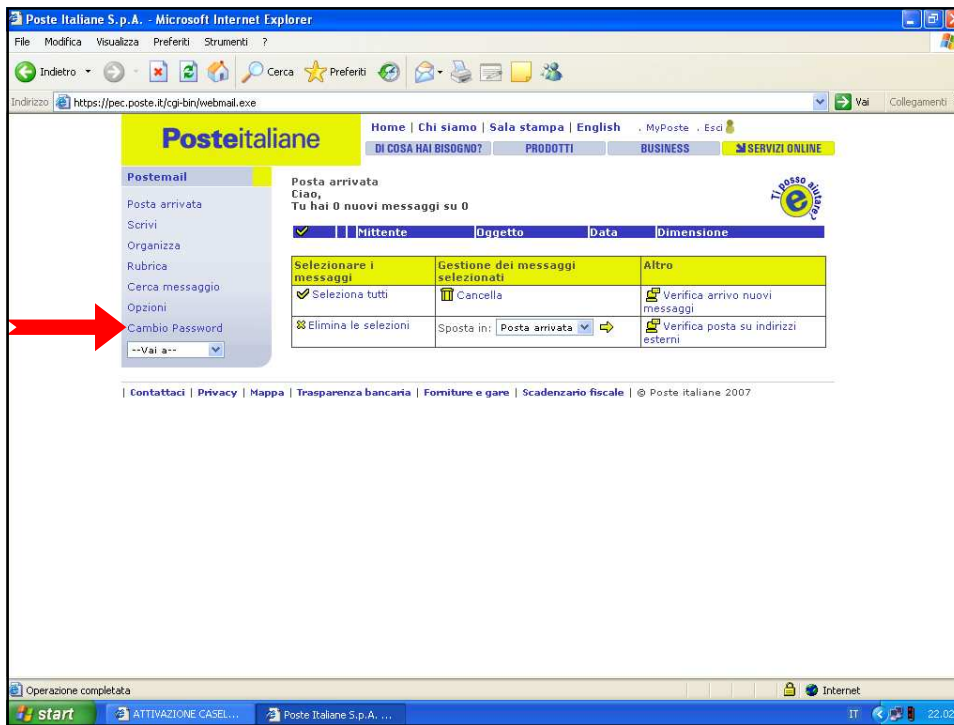 Poste Italiane S.p.A. - Microsoft Internet Explorer
File Modifica Visualizza Preferiti Strumenti ?
Indietro Cerca Preferiti
Indirizzo https://pec.poste.it/cgi-bin/webmail.exe Vai Collegamenti
Posteitaliane
Home | Chi siamo | Sala stampa | English . MyPoste . Esci
DI COSA HAI BISOGNO? PRODOTTI BUSINESS SERVIZI ONLINE
Postemail
Posta arrivata
Scrivi
Organizza
Rubrica
Cerca messaggio
Opzioni
Cambio Password
--Vai a--
Posta arrivata
Ciao,
Tu hai 0 nuovi messaggi su 0
Ti posso aiutare?
e
Mittente Oggetto Data Dimensione
Selezionare i messaggi
Gestione dei messaggi selezionati
Altro
Seleziona tutti
Cancella
Verifica arrivo nuovi messaggi
Elimina le selezioni
Sposta in: Posta arrivata
Verifica posta su indirizzi esterni
| Contattaci | Privacy | Mappa | Trasparenza bancaria | Forniture e gare | Scadenzario fiscale | © Poste italiane 2007
Operazione completata Internet
start ATTIVAZIONE CASEL... Poste Italiane S.p.A. ... IT 22.02